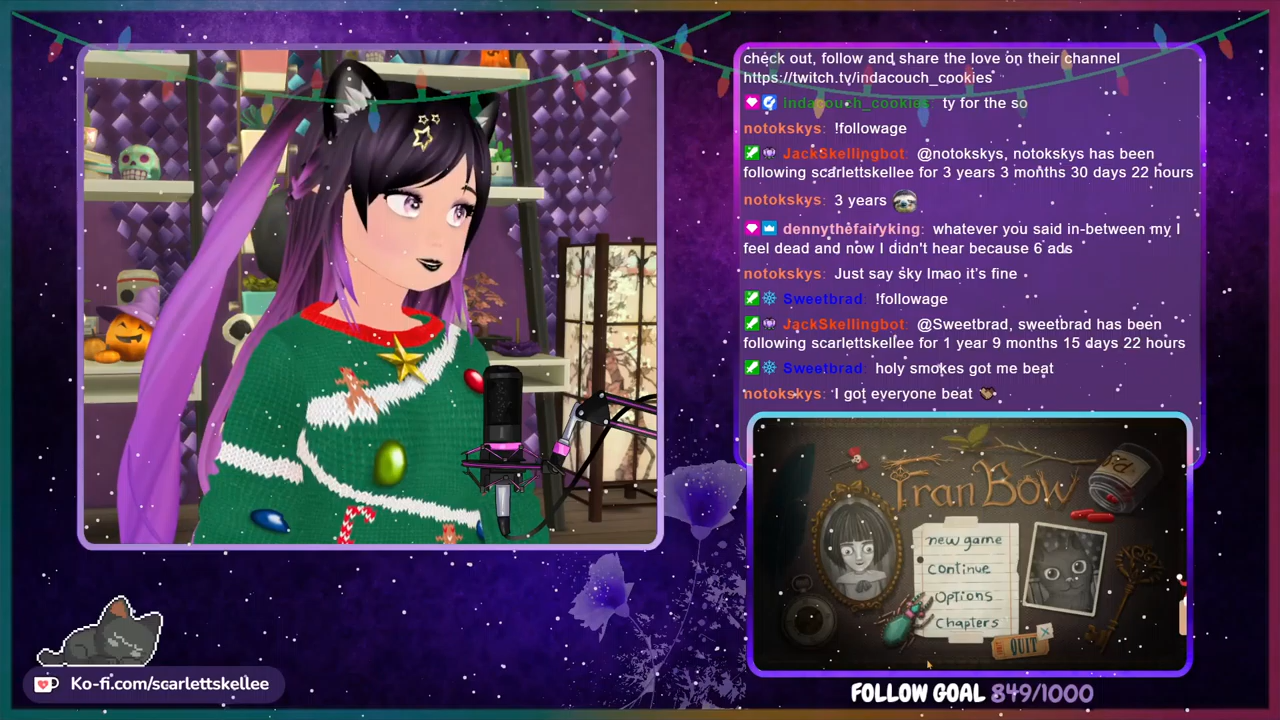 check out, follow and share the love on their channel
https://twitch.tv/indacouch_cookies
indacouch_cookies: ty for the so
notokskys: !followage
JackSkellingbot: @notokskys, notokskys has been
following scarlettskellee for 3 years 3 months 30 days 22 hours
notokskys: 3 years
dennythefairyking: whatever you said in-between my I
feel dead and now I didn't hear because 6 ads
notokskys: Just say sky lmao it's fine
Sweetbrad: !followage
JackSkellingbot: @Sweetbrad, sweetbrad has been
following scarlettskellee for 1 year 9 months 15 days 22 hours
Sweetbrad: holy smokes got me beat
notokskys: I got everyone beat
Fran Bow
new game
continue
Options
Chapters
QUIT
Ko-fi.com/scarlettskellee
FOLLOW GOAL 849/1000